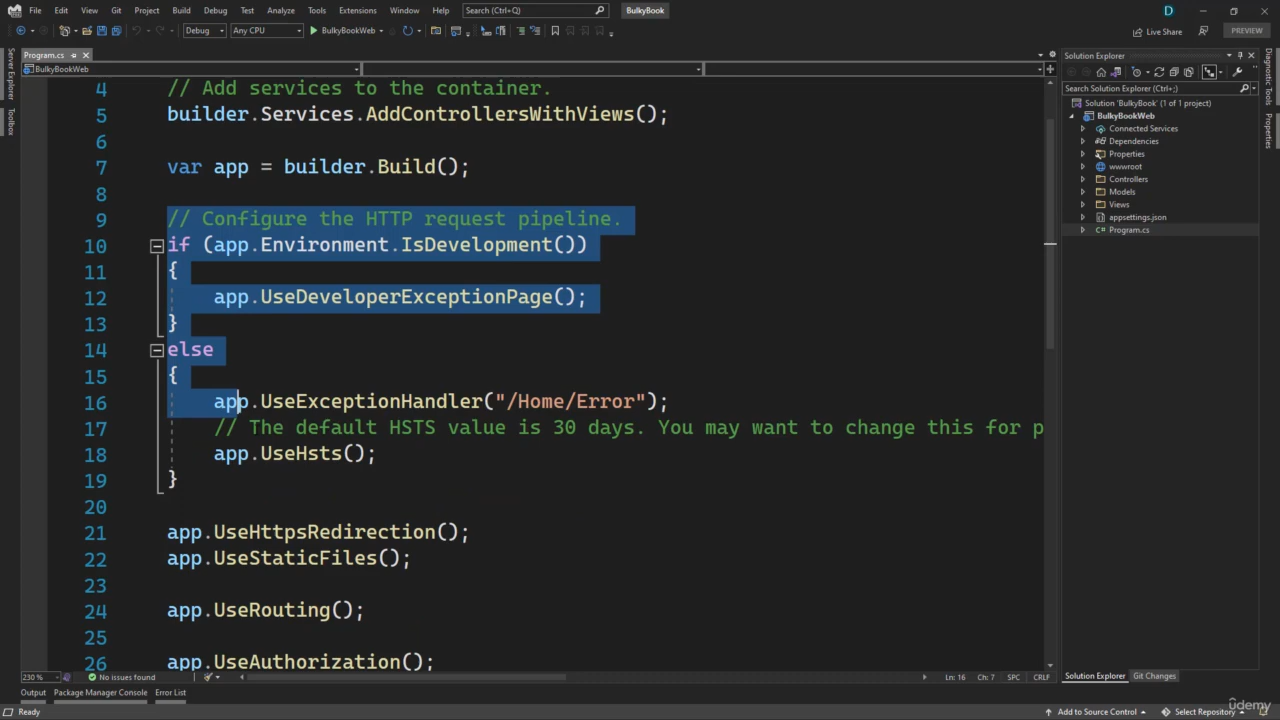 File Edit View Git Project Build Debug Test Analyze Tools Extensions Window Help Search (Ctrl+Q) BulkyBook D
Debug Any CPU BulkyBookWeb Live Share PREVIEW
Program.cs
BulkyBookWeb
Server Explorer
Toolbox
4 // Add services to the container.
5 builder.Services.AddControllersWithViews();
6
7 var app = builder.Build();
8
9 // Configure the HTTP request pipeline.
10 if (app.Environment.IsDevelopment())
11 {
12 app.UseDeveloperExceptionPage();
13 }
14 else
15 {
16 app.UseExceptionHandler("/Home/Error");
17 // The default HSTS value is 30 days. You may want to change this for p
18 app.UseHsts();
19 }
20
21 app.UseHttpsRedirection();
22 app.UseStaticFiles();
23
24 app.UseRouting();
25
26 app.UseAuthorization();
230 % No issues found Ln: 16 Ch: 7 SPC CRLF
Solution Explorer
Search Solution Explorer (Ctrl+;)
Solution 'BulkyBook' (1 of 1 project)
BulkyBookWeb
Connected Services
Dependencies
Properties
wwwroot
Controllers
Models
Views
appsettings.json
Program.cs
Solution Explorer Git Changes
Diagnostic Tools
Properties
Output Package Manager Console Error List
Ready Add to Source Control Select Repository
udemy